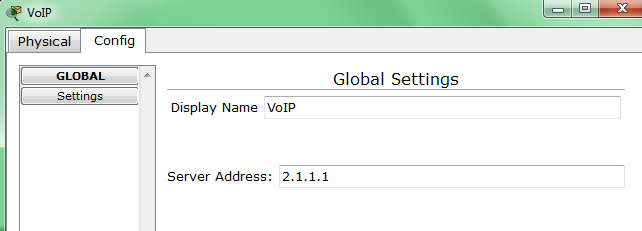 VoIP
Physical Config
GLOBAL
Settings
Global Settings
Display Name VoIP
Server Address: 2.1.1.1